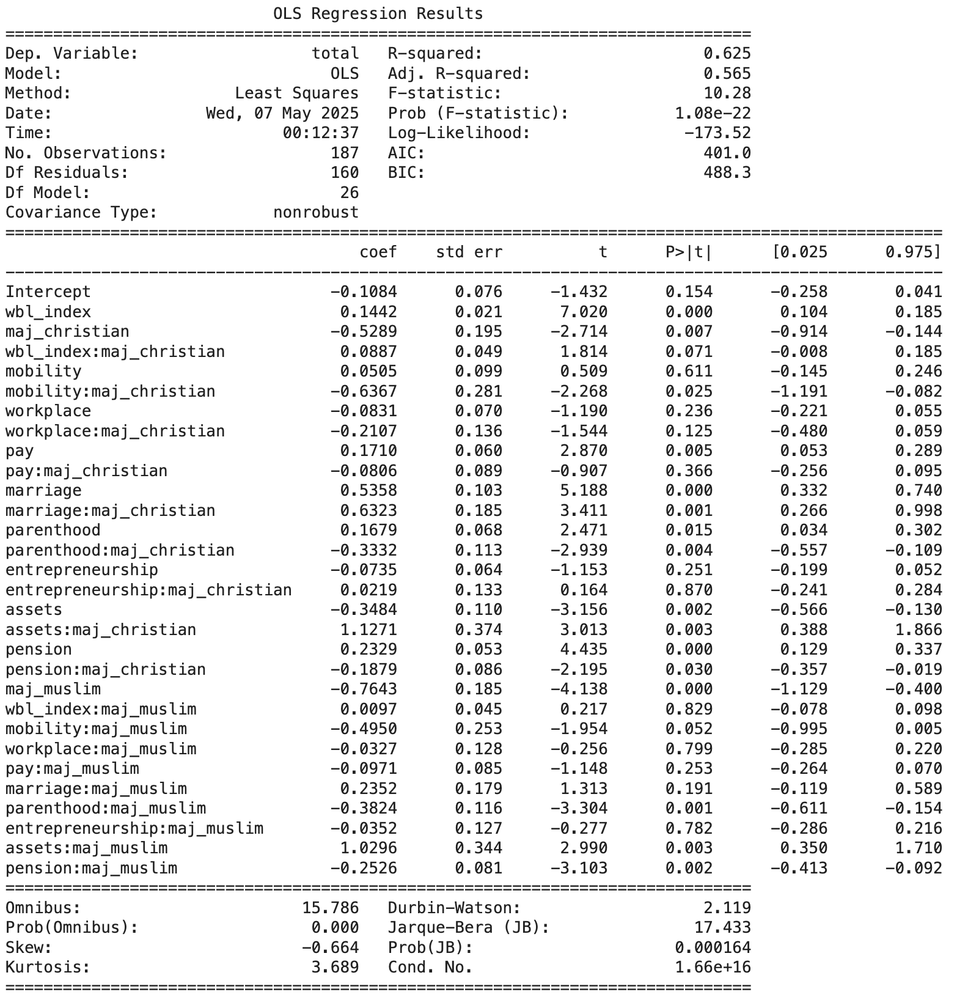 OLS Regression Results
==============================================================================
Dep. Variable:                  total   R-squared:                       0.625
Model:                            OLS   Adj. R-squared:                  0.565
Method:                 Least Squares   F-statistic:                     10.28
Date:                Wed, 07 May 2025   Prob (F-statistic):           1.08e-22
Time:                        00:12:37   Log-Likelihood:                -173.52
No. Observations:                 187   AIC:                             401.0
Df Residuals:                     160   BIC:                             488.3
Df Model:                          26
Covariance Type:            nonrobust
==================================================================================================
coef    std err          t      P>|t|      [0.025      0.975]
--------------------------------------------------------------------------------------------------
Intercept                     -0.1084      0.076     -1.432      0.154      -0.258       0.041
wbl_index                      0.1442      0.021      7.020      0.000       0.104       0.185
maj_christian                 -0.5289      0.195     -2.714      0.007      -0.914      -0.144
wbl_index:maj_christian        0.0887      0.049      1.814      0.071      -0.008       0.185
mobility                       0.0505      0.099      0.509      0.611      -0.145       0.246
mobility:maj_christian        -0.6367      0.281     -2.268      0.025      -1.191      -0.082
workplace                     -0.0831      0.070     -1.190      0.236      -0.221       0.055
workplace:maj_christian       -0.2107      0.136     -1.544      0.125      -0.480       0.059
pay                            0.1710      0.060      2.870      0.005       0.053       0.289
pay:maj_christian             -0.0806      0.089     -0.907      0.366      -0.256       0.095
marriage                       0.5358      0.103      5.188      0.000       0.332       0.740
marriage:maj_christian         0.6323      0.185      3.411      0.001       0.266       0.998
parenthood                     0.1679      0.068      2.471      0.015       0.034       0.302
parenthood:maj_christian      -0.3332      0.113     -2.939      0.004      -0.557      -0.109
entrepreneurship              -0.0735      0.064     -1.153      0.251      -0.199       0.052
entrepreneurship:maj_christian     0.0219      0.133      0.164      0.870      -0.241       0.284
assets                        -0.3484      0.110     -3.156      0.002      -0.566      -0.130
assets:maj_christian           1.1271      0.374      3.013      0.003       0.388       1.866
pension                        0.2329      0.053      4.435      0.000       0.129       0.337
pension:maj_christian         -0.1879      0.086     -2.195      0.030      -0.357      -0.019
maj_muslim                    -0.7643      0.185     -4.138      0.000      -1.129      -0.400
wbl_index:maj_muslim           0.0097      0.045      0.217      0.829      -0.078       0.098
mobility:maj_muslim           -0.4950      0.253     -1.954      0.052      -0.995       0.005
workplace:maj_muslim          -0.0327      0.128     -0.256      0.799      -0.285       0.220
pay:maj_muslim                -0.0971      0.085     -1.148      0.253      -0.264       0.070
marriage:maj_muslim            0.2352      0.179      1.313      0.191      -0.119       0.589
parenthood:maj_muslim         -0.3824      0.116     -3.304      0.001      -0.611      -0.154
entrepreneurship:maj_muslim   -0.0352      0.127     -0.277      0.782      -0.286       0.216
assets:maj_muslim              1.0296      0.344      2.990      0.003       0.350       1.710
pension:maj_muslim            -0.2526      0.081     -3.103      0.002      -0.413      -0.092
==============================================================================
Omnibus:                       15.786   Durbin-Watson:                   2.119
Prob(Omnibus):                  0.000   Jarque-Bera (JB):               17.433
Skew:                          -0.664   Prob(JB):                     0.000164
Kurtosis:                       3.689   Cond. No.                     1.66e+16
==============================================================================